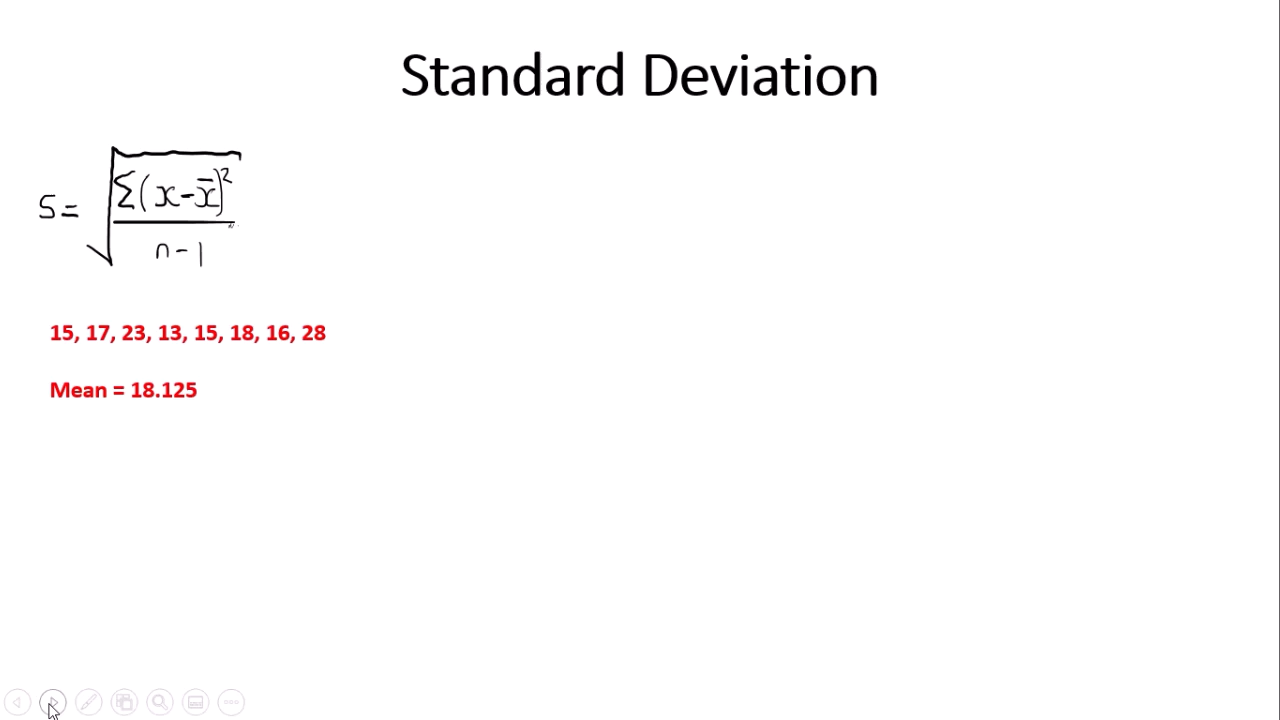 Standard Deviation
S = √(Σ(x-x̄)²/(n-1))
15, 17, 23, 13, 15, 18, 16, 28
Mean = 18.125